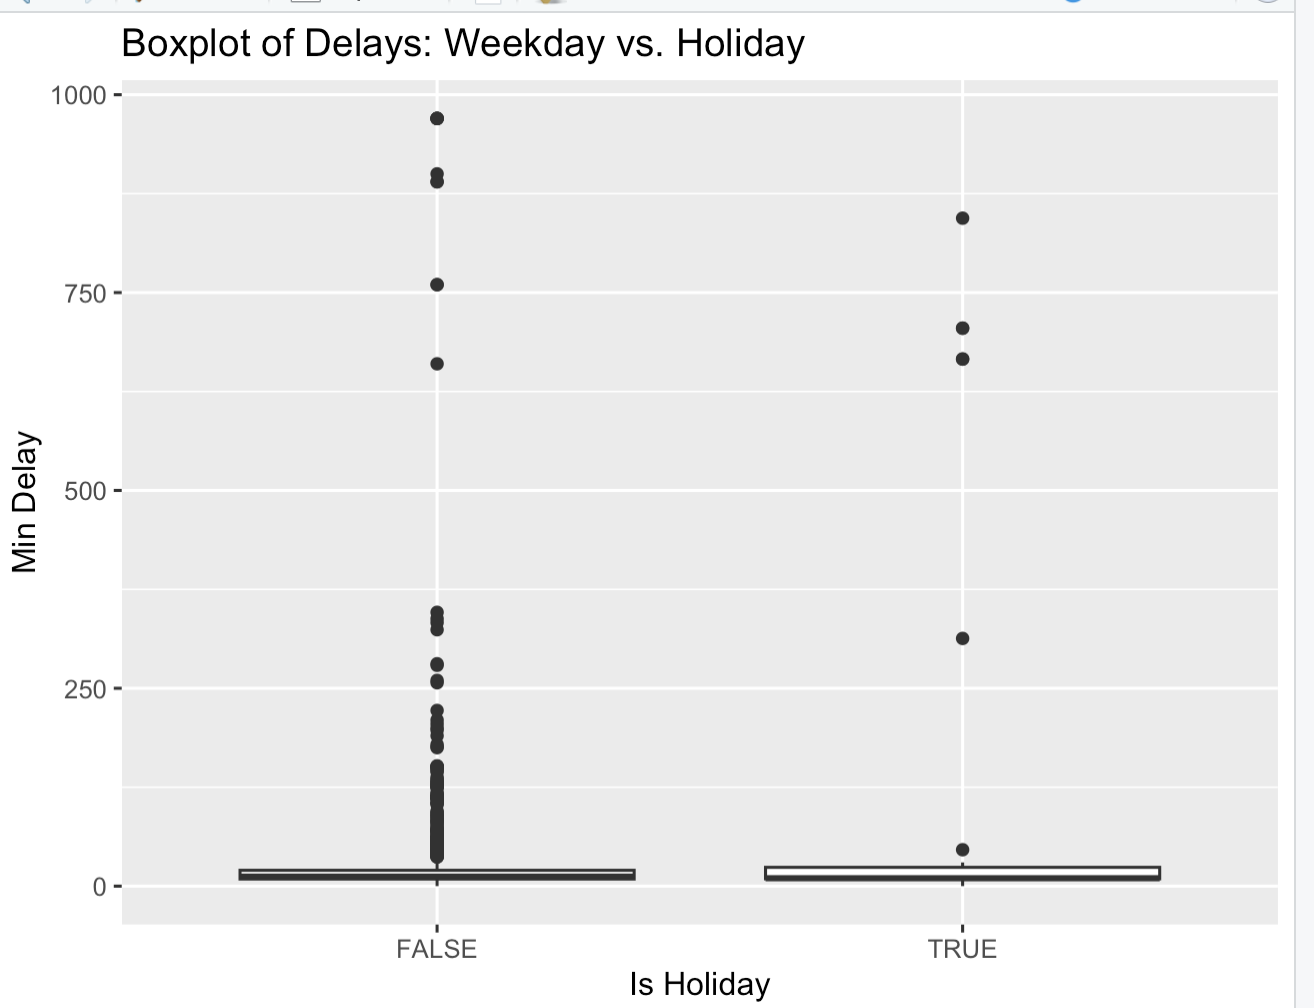 Boxplot of Delays: Weekday vs. Holiday
1000
750
500
250
0
Min Delay
FALSE
TRUE
Is Holiday